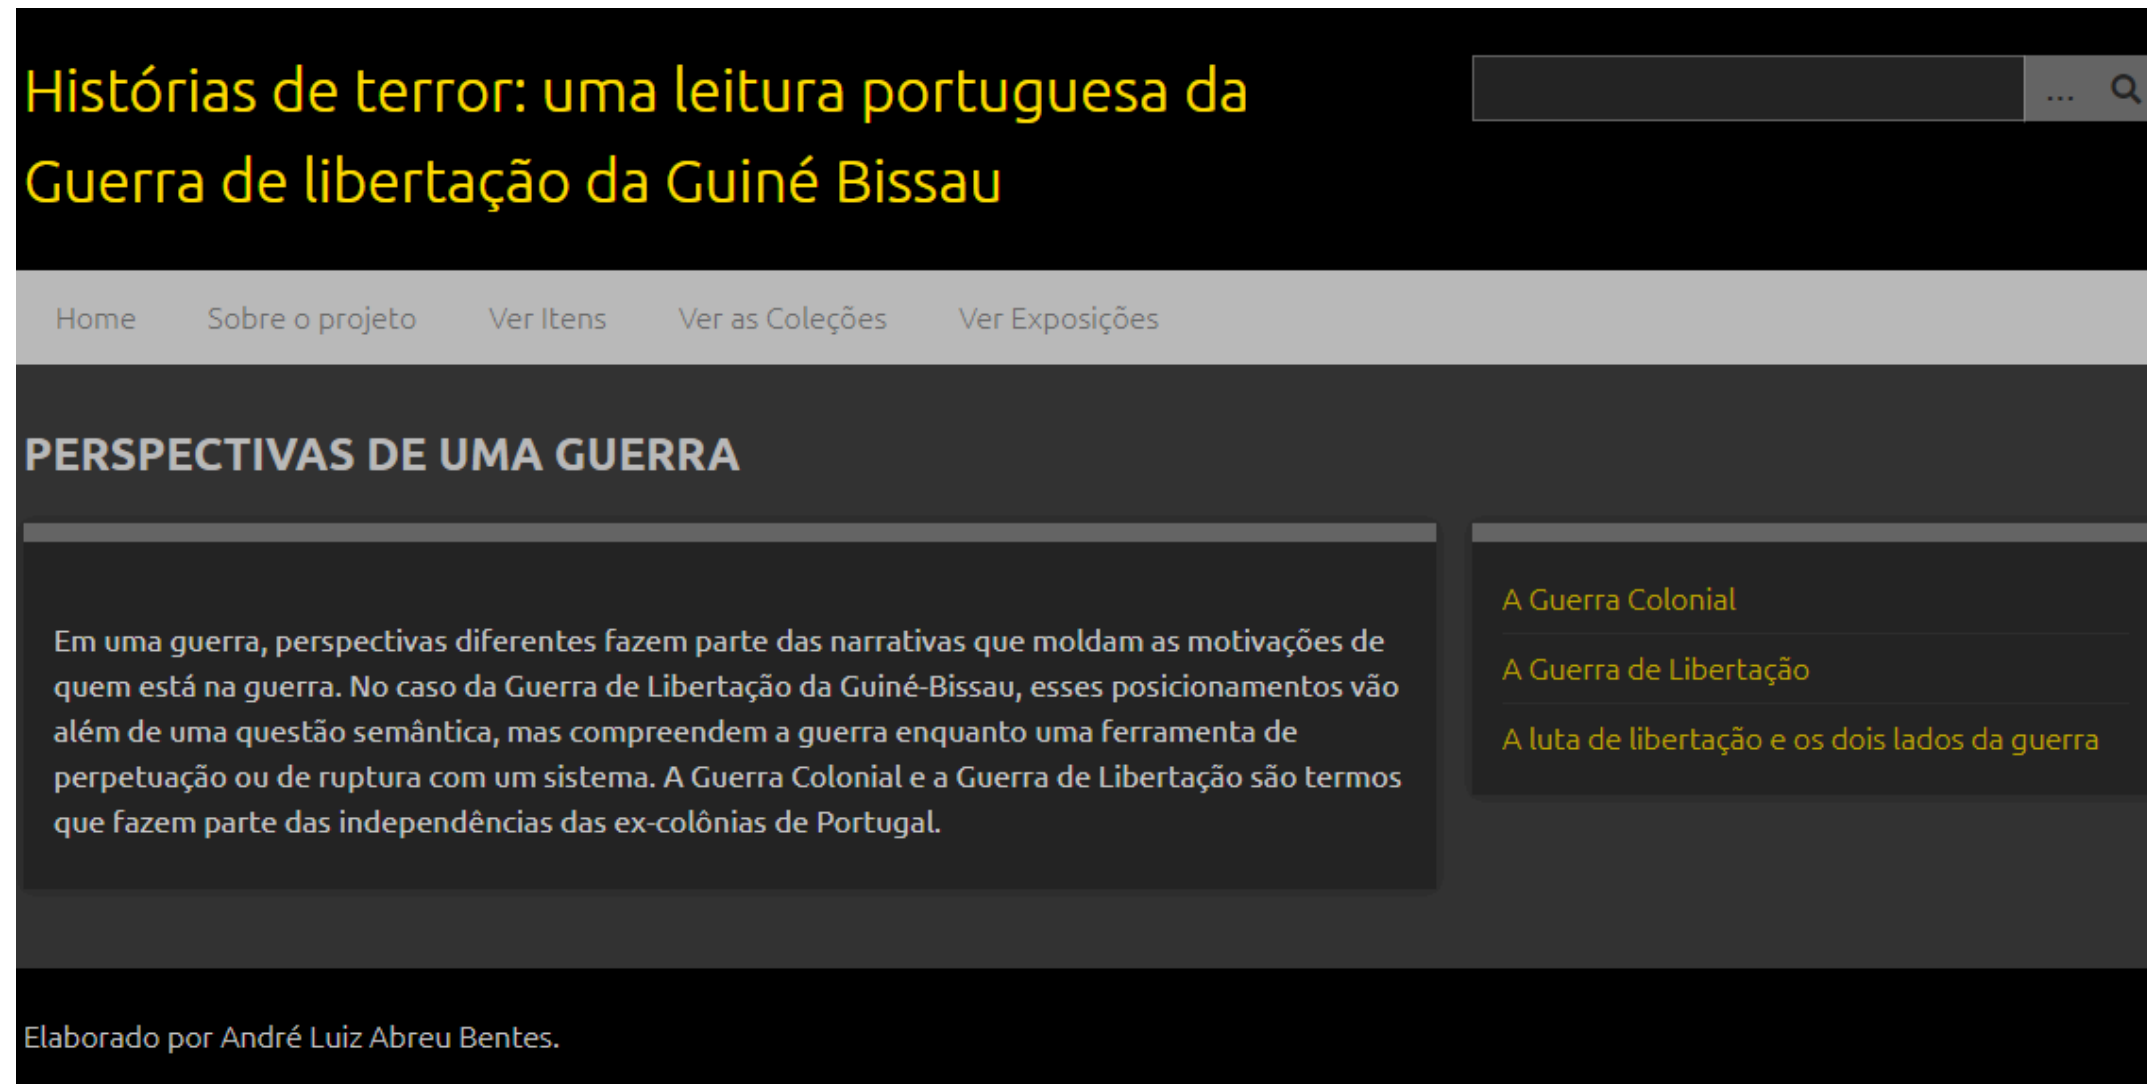 Histórias de terror: uma leitura portuguesa da
Guerra de libertação da Guiné Bissau
...
Home
Sobre o projeto
Ver Itens
Ver as Coleções
Ver Exposições
PERSPECTIVAS DE UMA GUERRA
Em uma guerra, perspectivas diferentes fazem parte das narrativas que moldam as motivações de
quem está na guerra. No caso da Guerra de Libertação da Guiné-Bissau, esses posicionamentos vão
além de uma questão semântica, mas compreendem a guerra enquanto uma ferramenta de
perpetuação ou de ruptura com um sistema. A Guerra Colonial e a Guerra de Libertação são termos
que fazem parte das independências das ex-colônias de Portugal.
A Guerra Colonial
A Guerra de Libertação
A luta de libertação e os dois lados da guerra
Elaborado por André Luiz Abreu Bentes.